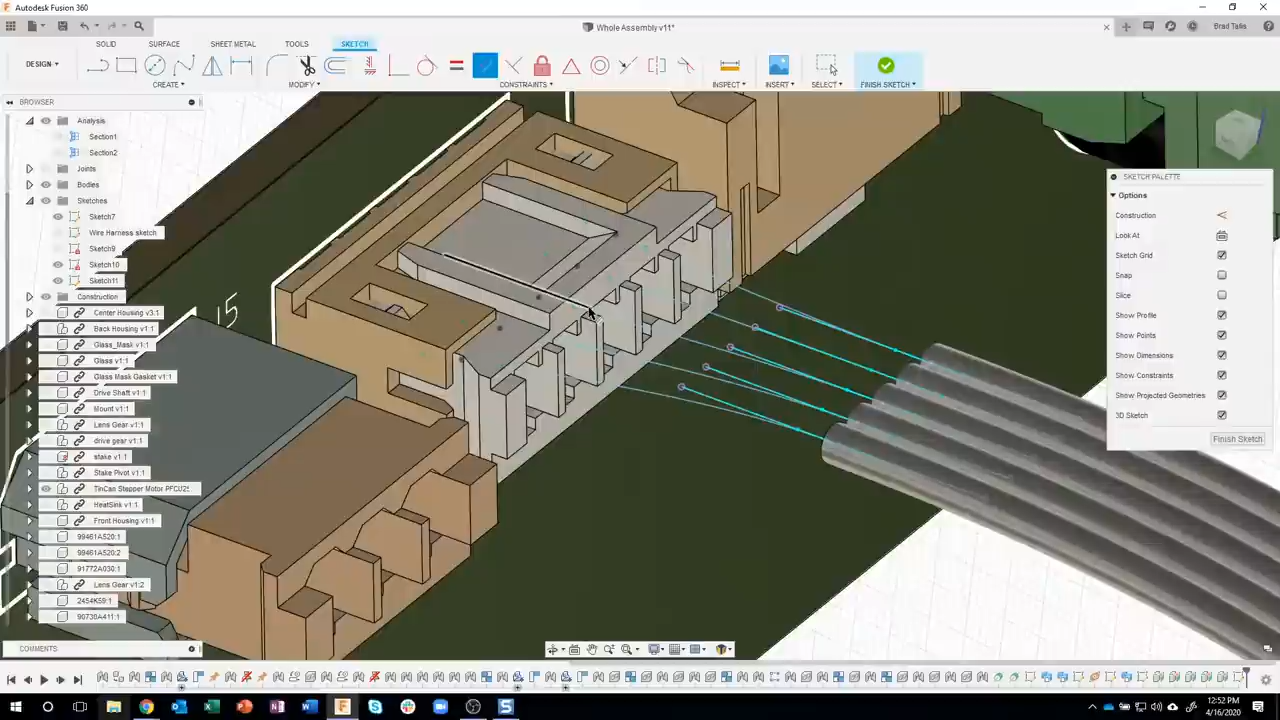 Autodesk Fusion 360
Whole Assembly v11*
Brad Tallis
SOLID SURFACE SHEET METAL TOOLS SKETCH
DESIGN
CREATE MODIFY CONSTRAINTS INSPECT INSERT SELECT FINISH SKETCH
BROWSER
Analysis
Section1
Section2
Joints
Bodies
Sketches
Sketch7
Wire Harness sketch
Sketch9
Sketch10
Sketch11
Construction
Center Housing v3:1
Back Housing v1:1
Glass_Mask v1:1
Glass v1:1
Glass Mask Gasket v1:1
Drive Shaft v1:1
Mount v1:1
Lens Gear v1:1
drive gear v1:1
stake v1:1
Stake Pivot v1:1
TinCan Stepper Motor PFCU25
HeatSink v1:1
Front Housing v1:1
99461A520:1
99461A520:2
91772A030:1
Lens Gear v1:2
2454K59:1
90738A411:1
15
SKETCH PALETTE
Options
Construction
Look At
Sketch Grid
Snap
Slice
Show Profile
Show Points
Show Dimensions
Show Constraints
Show Projected Geometries
3D Sketch
Finish Sketch
COMMENTS
12:52 PM
4/16/2020